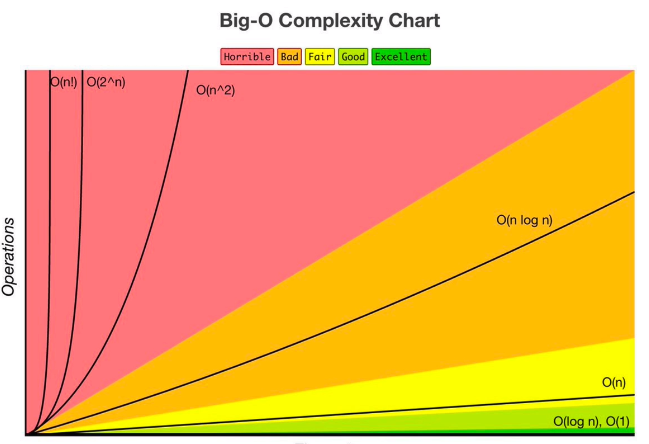 Big-O Complexity Chart
Horrible Bad Fair Good Excellent
O(n!) O(2^n)
O(n^2)
O(n log n)
Operations
O(n)
O(log n), O(1)